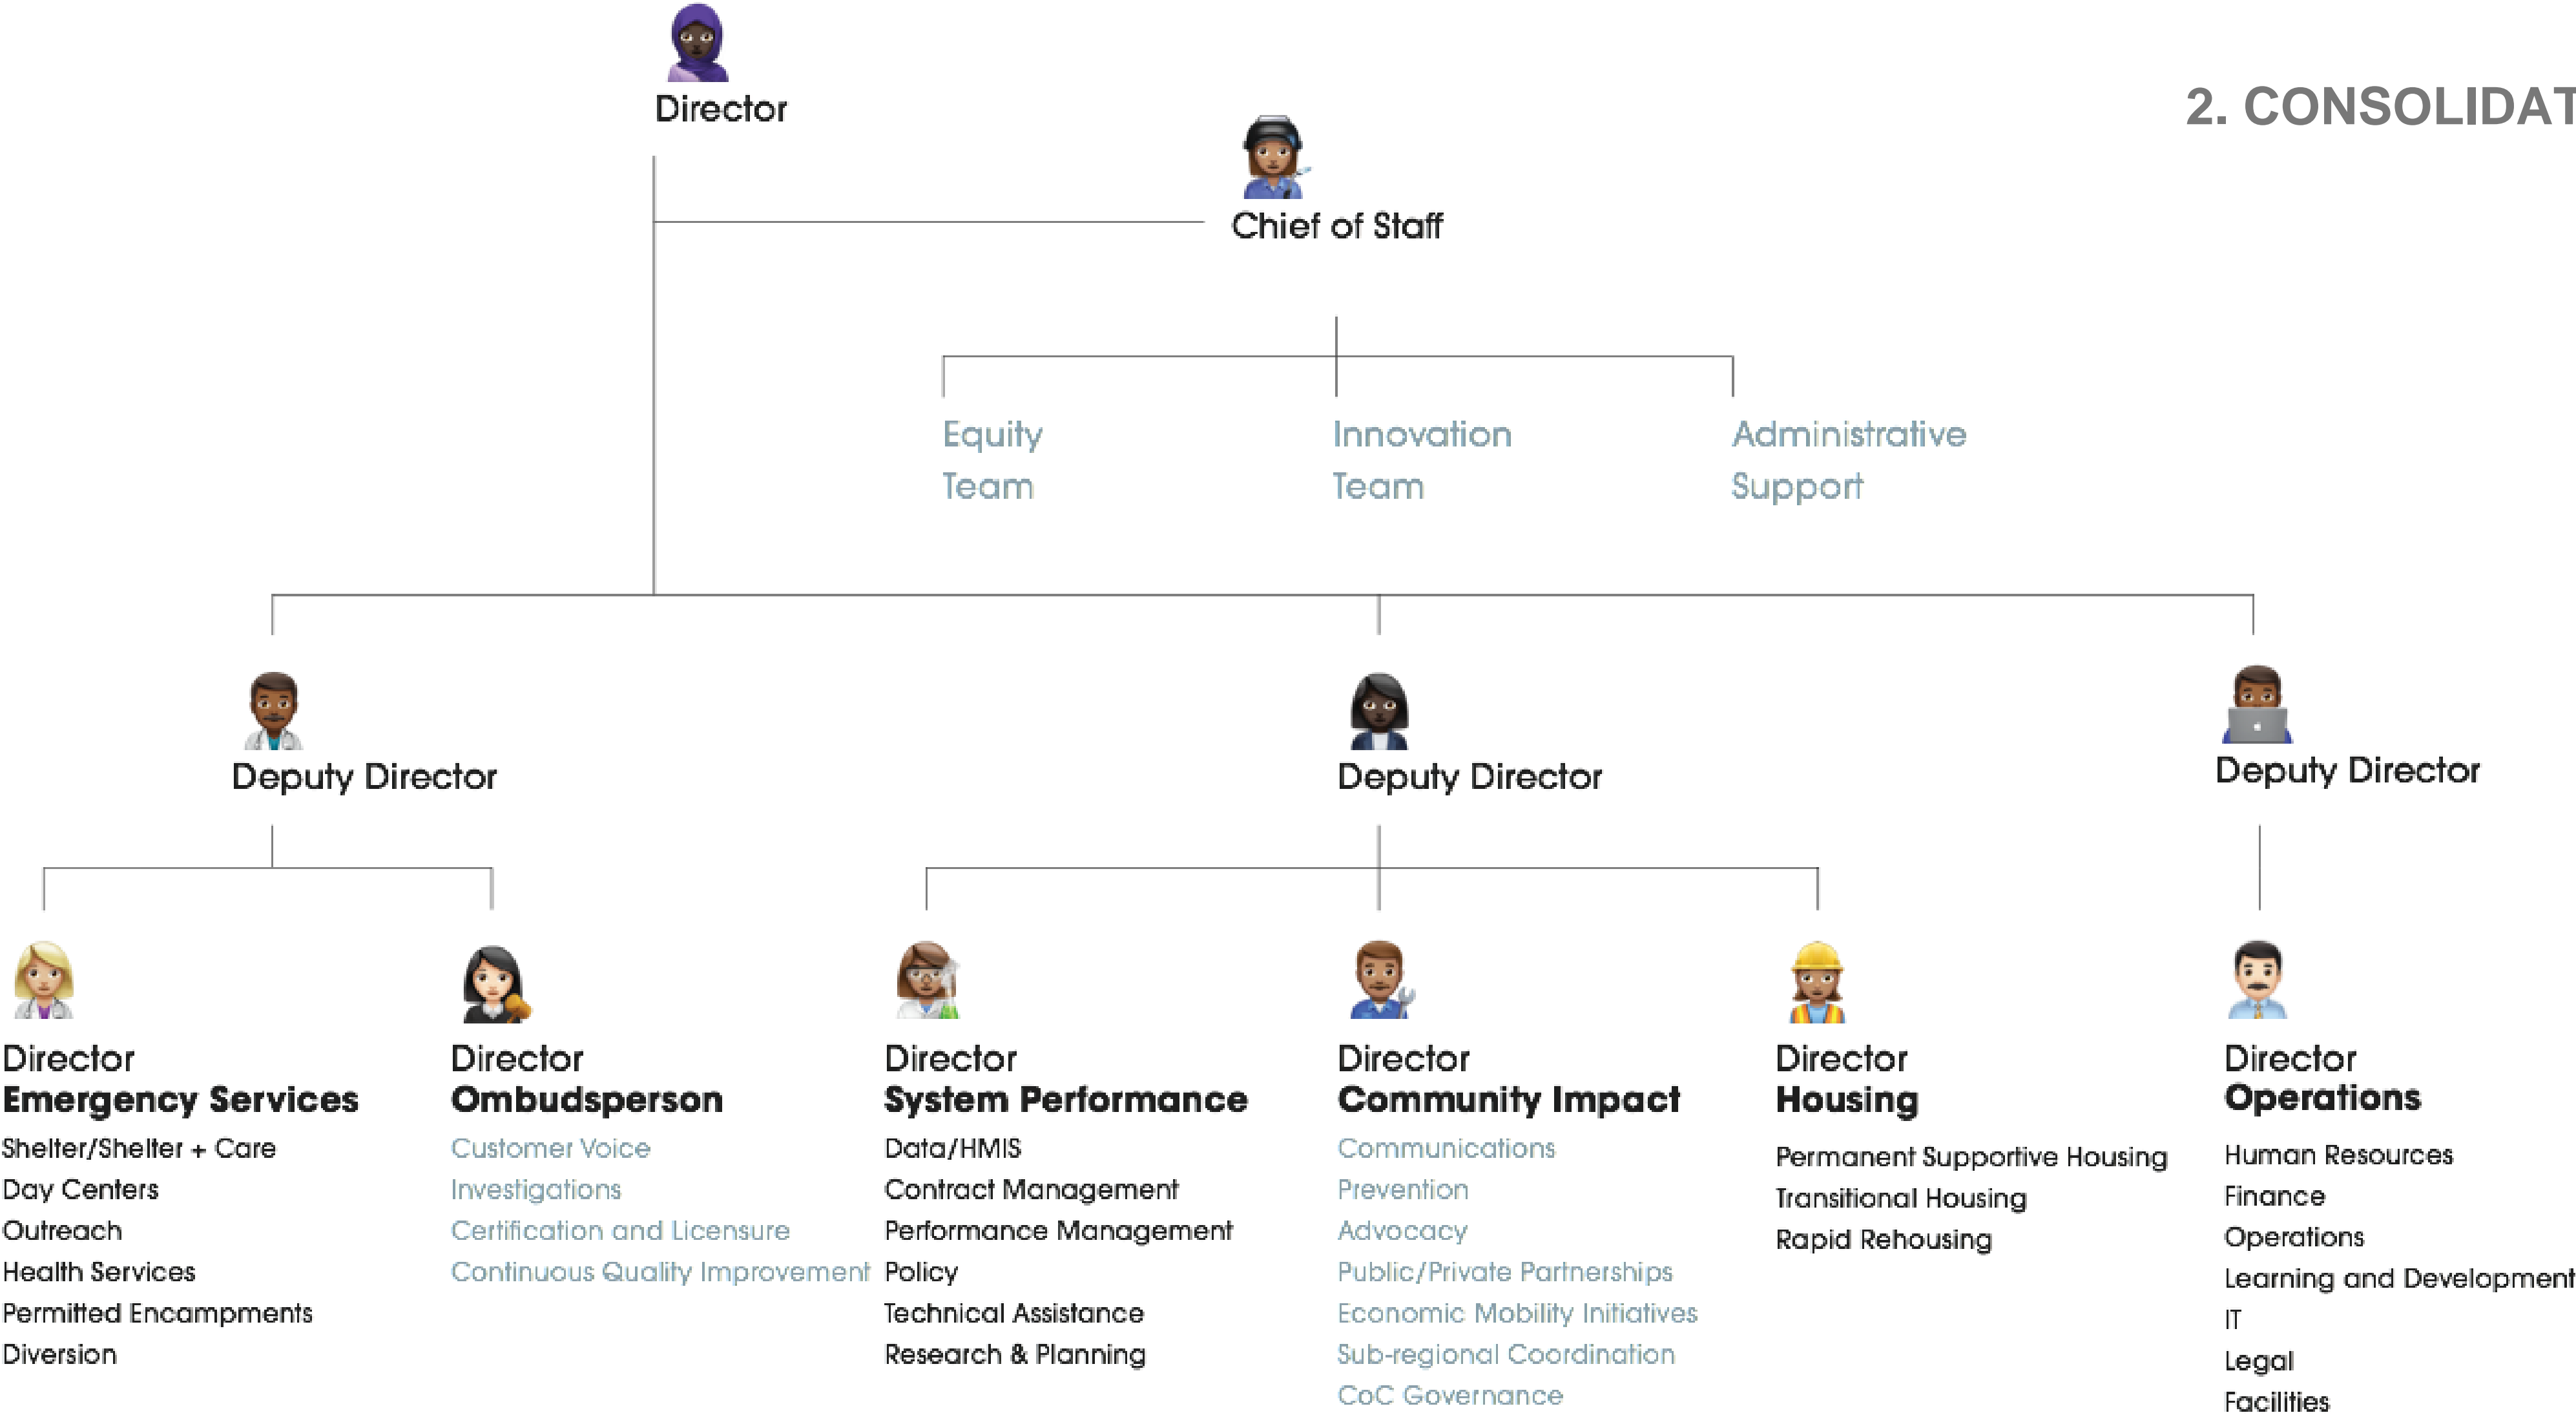 Director
2. CONSOLIDAT
Chief of Staff
Equity
Team
Innovation
Team
Administrative
Support
Deputy Director
Deputy Director
Deputy Director
Director
Emergency Services
Shelter/Shelter + Care
Day Centers
Outreach
Health Services
Permitted Encampments
Diversion
Director
Ombudsperson
Customer Voice
Investigations
Certification and Licensure
Continuous Quality Improvement
Director
System Performance
Data/HMIS
Contract Management
Performance Management
Policy
Technical Assistance
Research & Planning
Director
Community Impact
Communications
Prevention
Advocacy
Public/Private Partnerships
Economic Mobility Initiatives
Sub-regional Coordination
CoC Governance
Director
Housing
Permanent Supportive Housing
Transitional Housing
Rapid Rehousing
Director
Operations
Human Resources
Finance
Operations
Learning and Development
IT
Legal
Facilities